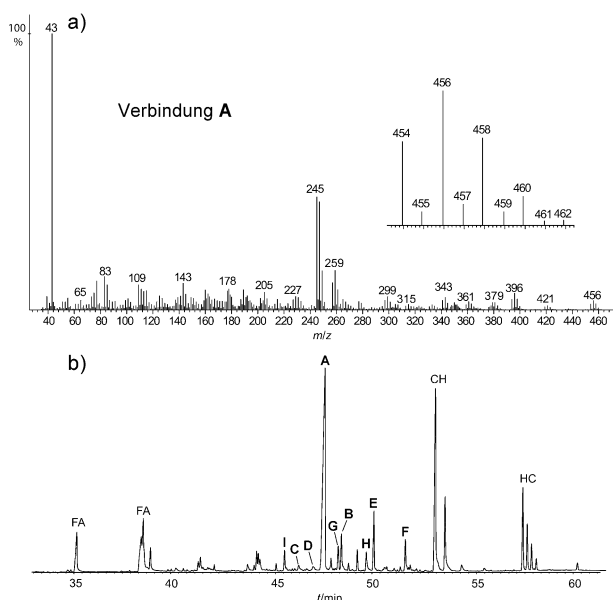 a)
100
%
43
Verbindung A
65
83
109
143
178
205
227
245
259
299
315
343
361
379
396
421
456
454
455
456
457
458
459
460
461
462
40 60 80 100 120 140 160 180 200 220 240 260 280 300 320 340 360 380 400 420 440 460
m/z
b)
FA
FA
I
C
D
A
G
B
H
E
F
CH
HC
35 40 45 50 55 60
t/min